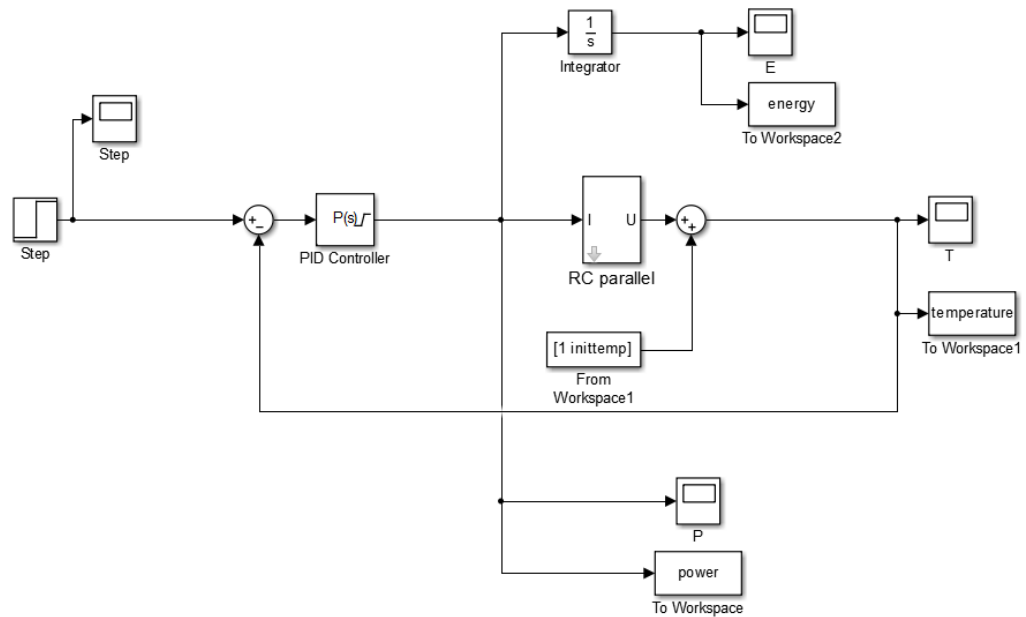 1
s
Integrator
E
energy
To Workspace2
Step
Step
+
−
P(s)
PID Controller
I U
RC parallel
+
+
T
temperature
To Workspace1
[1 inittemp]
From
Workspace1
P
power
To Workspace